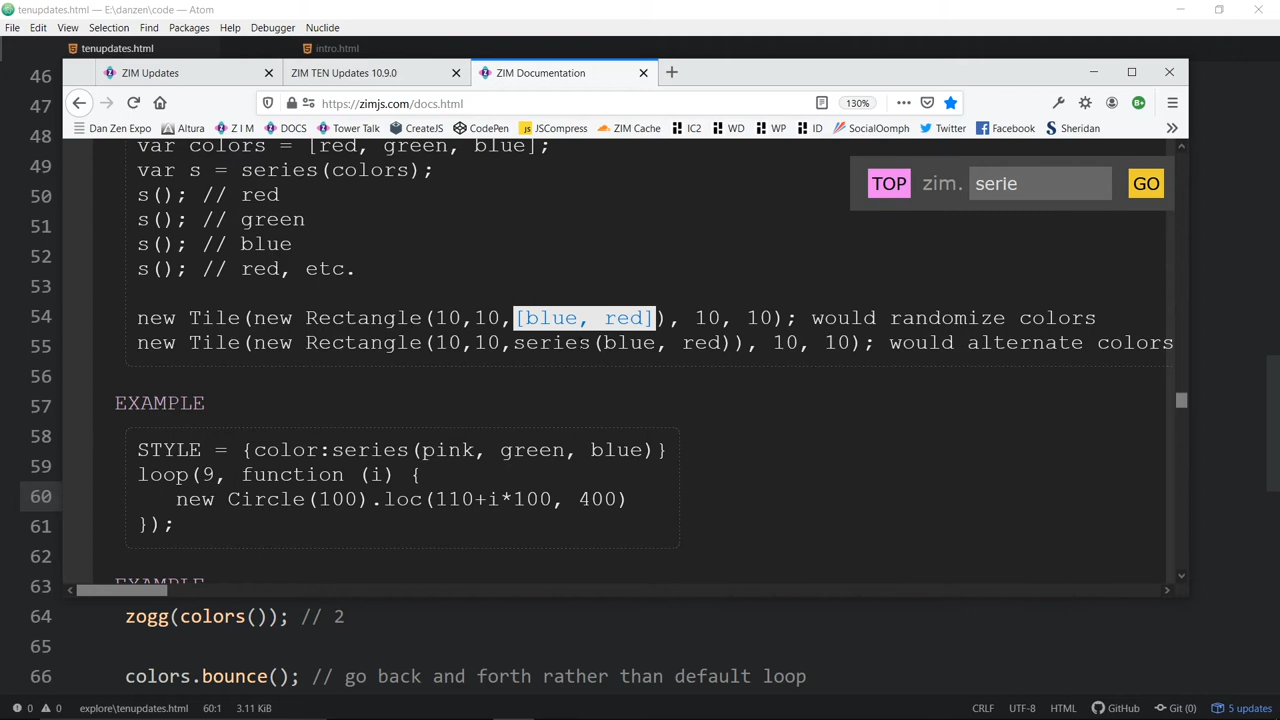 tenupdates.html — E:\danzen\code — Atom
File Edit View Selection Find Packages Help Debugger Nuclide
tenupdates.html intro.html
ZIM Updates ZIM TEN Updates 10.9.0 ZIM Documentation
https://zimjs.com/docs.html 130%
Dan Zen Expo Altura Z I M DOCS Tower Talk CreateJS CodePen JSCompress ZIM Cache IC2 WD WP ID SocialOomph Twitter Facebook Sheridan
var colors = [red, green, blue];
var s = series(colors);
s(); // red
s(); // green
s(); // blue
s(); // red, etc.
TOP zim. serie GO
new Tile(new Rectangle(10,10,[blue, red]), 10, 10); would randomize colors
new Tile(new Rectangle(10,10,series(blue, red)), 10, 10); would alternate colors
EXAMPLE
STYLE = {color:series(pink, green, blue)}
loop(9, function (i) {
new Circle(100).loc(110+i*100, 400)
});
EXAMPLE
46
47
48
49
50
51
52
53
54
55
56
57
58
59
60
61
62
63
64 zogg(colors()); // 2
65
66 colors.bounce(); // go back and forth rather than default loop
0 0 explore\tenupdates.html 60:1 3.11 KiB CRLF UTF-8 HTML GitHub Git (0) 5 updates